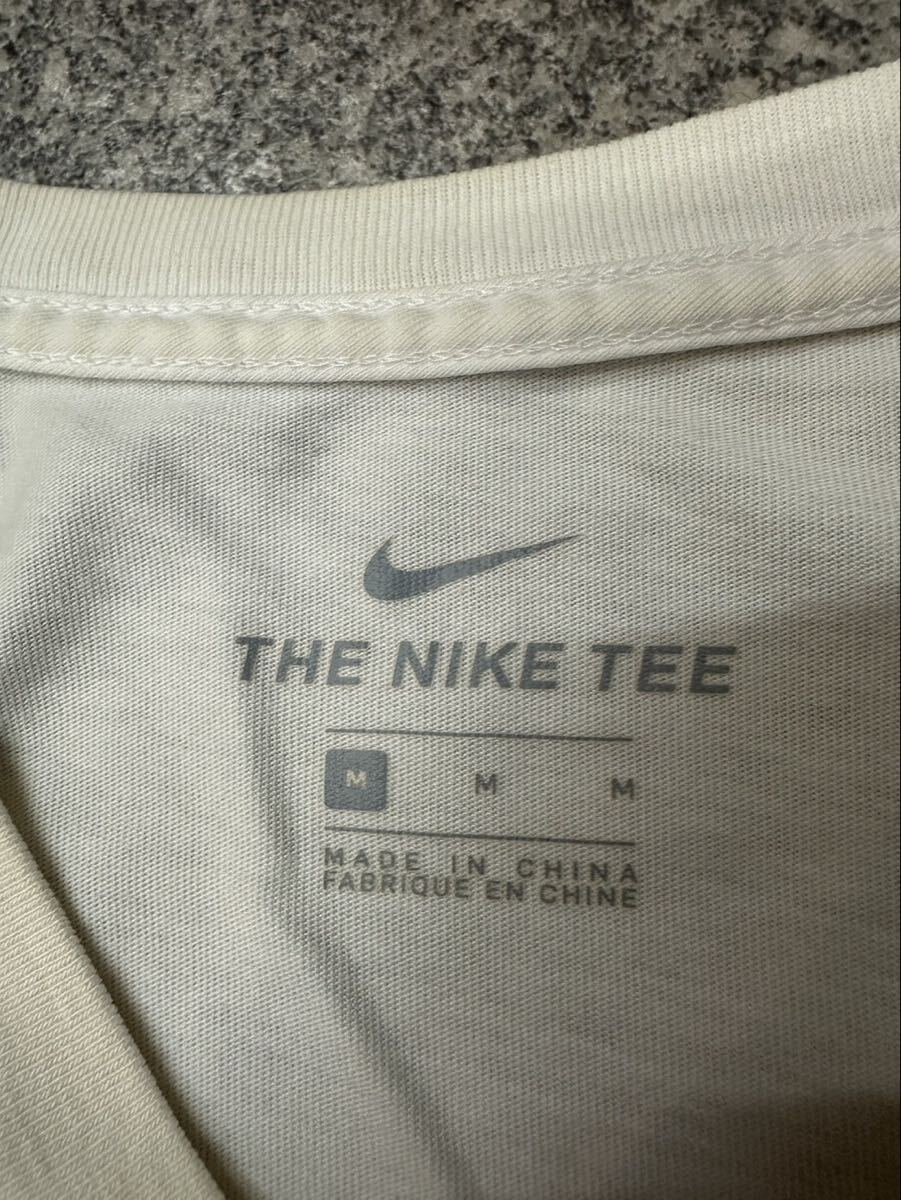 THE NIKE TEE
M M M
MADE IN CHINA
FABRIQUE EN CHINE